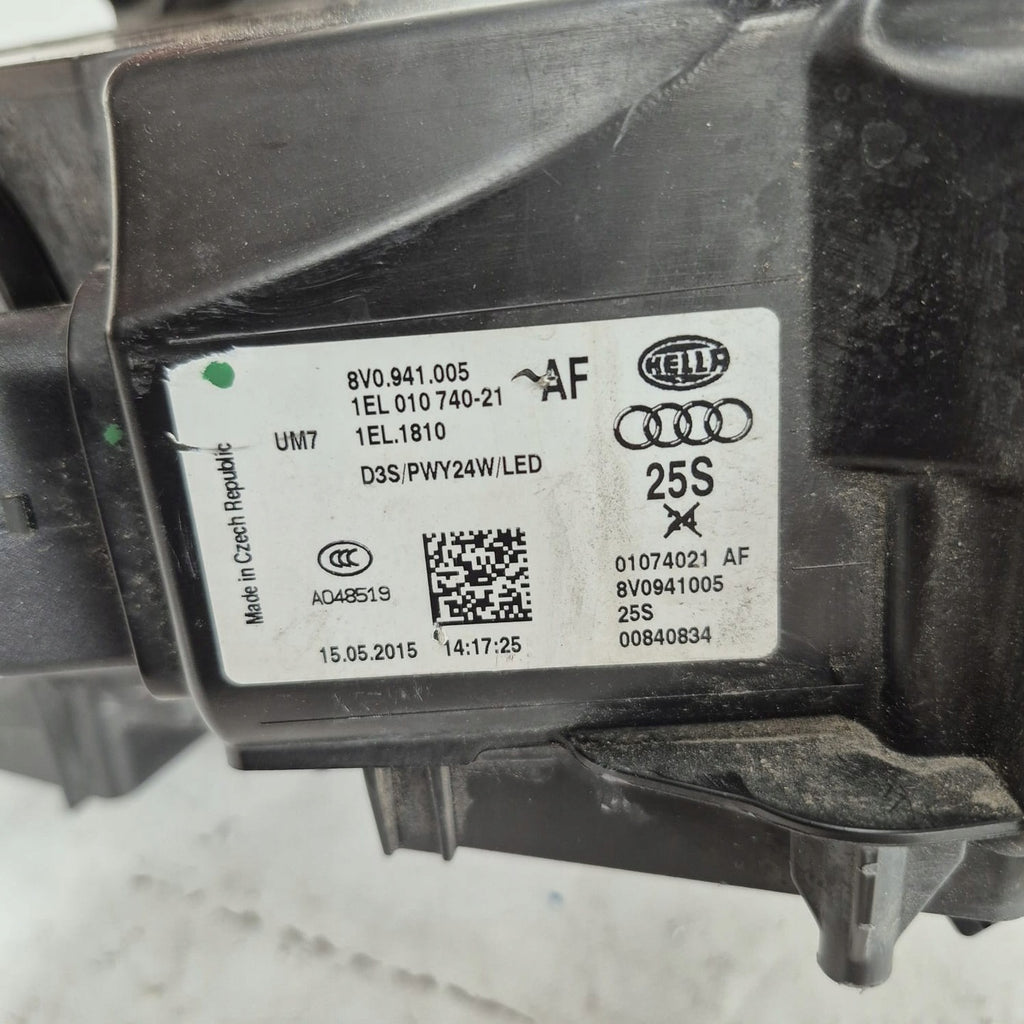 8V0.941.005 AF
1EL 010 740-21
UM7 1EL.1810
D3S/PWY24W/LED
Made in Czech Republic
CCC
A048519
15.05.2015 14:17:25
HELLA
25S
01074021 AF
8V0941005
25S
00840834